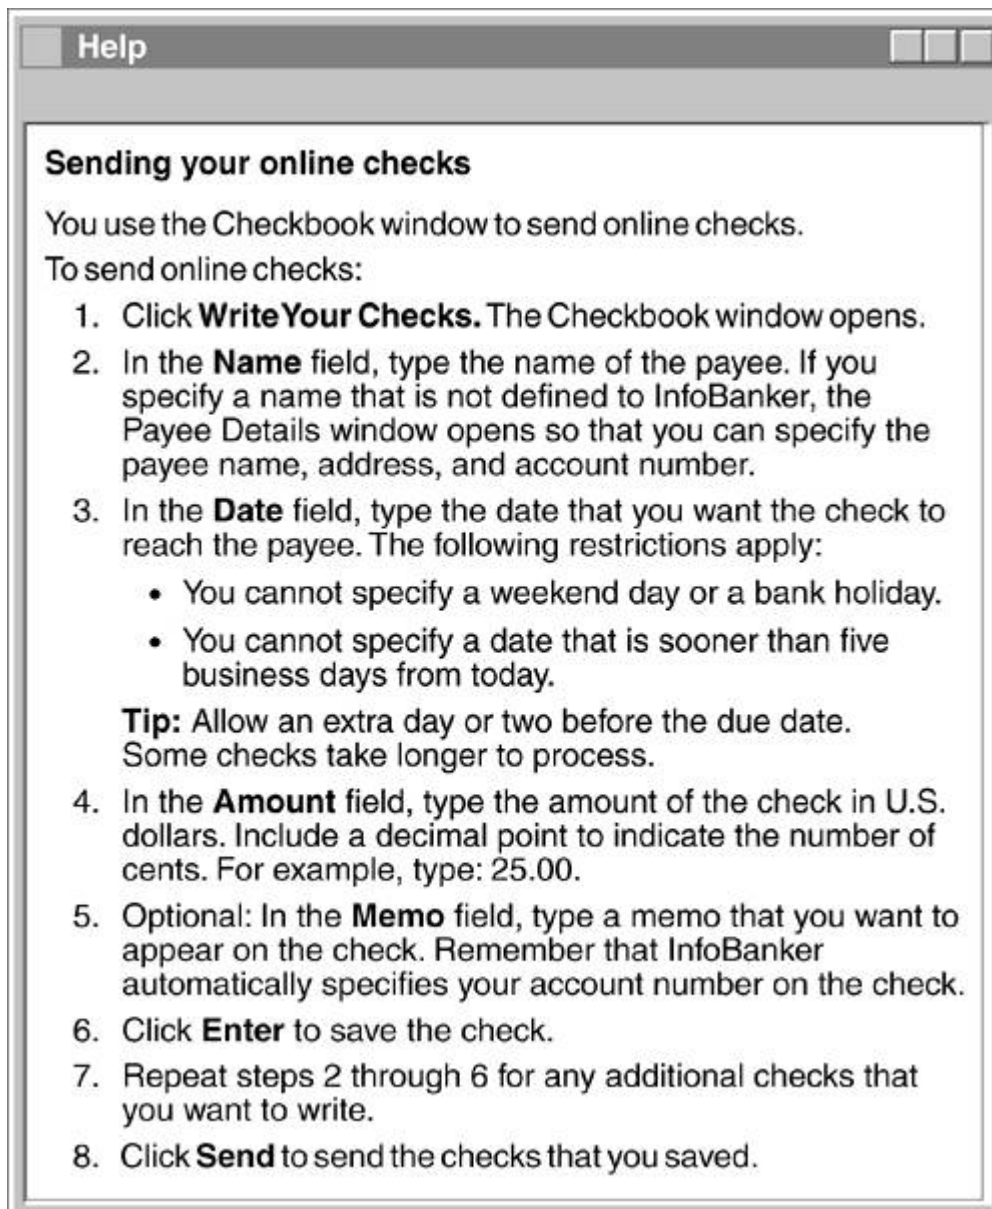 Help
Sending your online checks
You use the Checkbook window to send online checks.
To send online checks:
1. Click Write Your Checks. The Checkbook window opens.
2. In the Name field, type the name of the payee. If you
specify a name that is not defined to InfoBanker, the
Payee Details window opens so that you can specify the
payee name, address, and account number.
3. In the Date field, type the date that you want the check to
reach the payee. The following restrictions apply:
• You cannot specify a weekend day or a bank holiday.
• You cannot specify a date that is sooner than five
business days from today.
Tip: Allow an extra day or two before the due date.
Some checks take longer to process.
4. In the Amount field, type the amount of the check in U.S.
dollars. Include a decimal point to indicate the number of
cents. For example, type: 25.00.
5. Optional: In the Memo field, type a memo that you want to
appear on the check. Remember that InfoBanker
automatically specifies your account number on the check.
6. Click Enter to save the check.
7. Repeat steps 2 through 6 for any additional checks that
you want to write.
8. Click Send to send the checks that you saved.